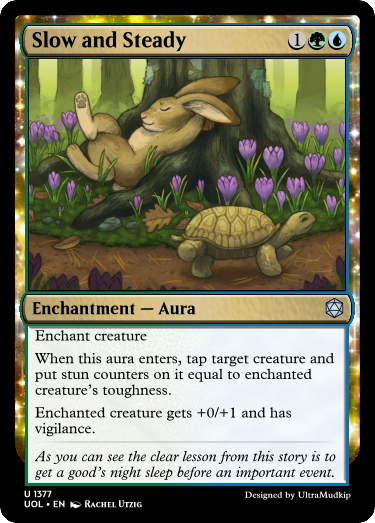 Slow and Steady 1
Enchantment — Aura
Enchant creature
When this aura enters, tap target creature and
put stun counters on it equal to enchanted
creature's toughness.
Enchanted creature gets +0/+1 and has
vigilance.
As you can see the clear lesson from this story is to
get a good's night sleep before an important event.
U 1377
UOL • EN Rachel Utzig
Designed by UltraMudkip